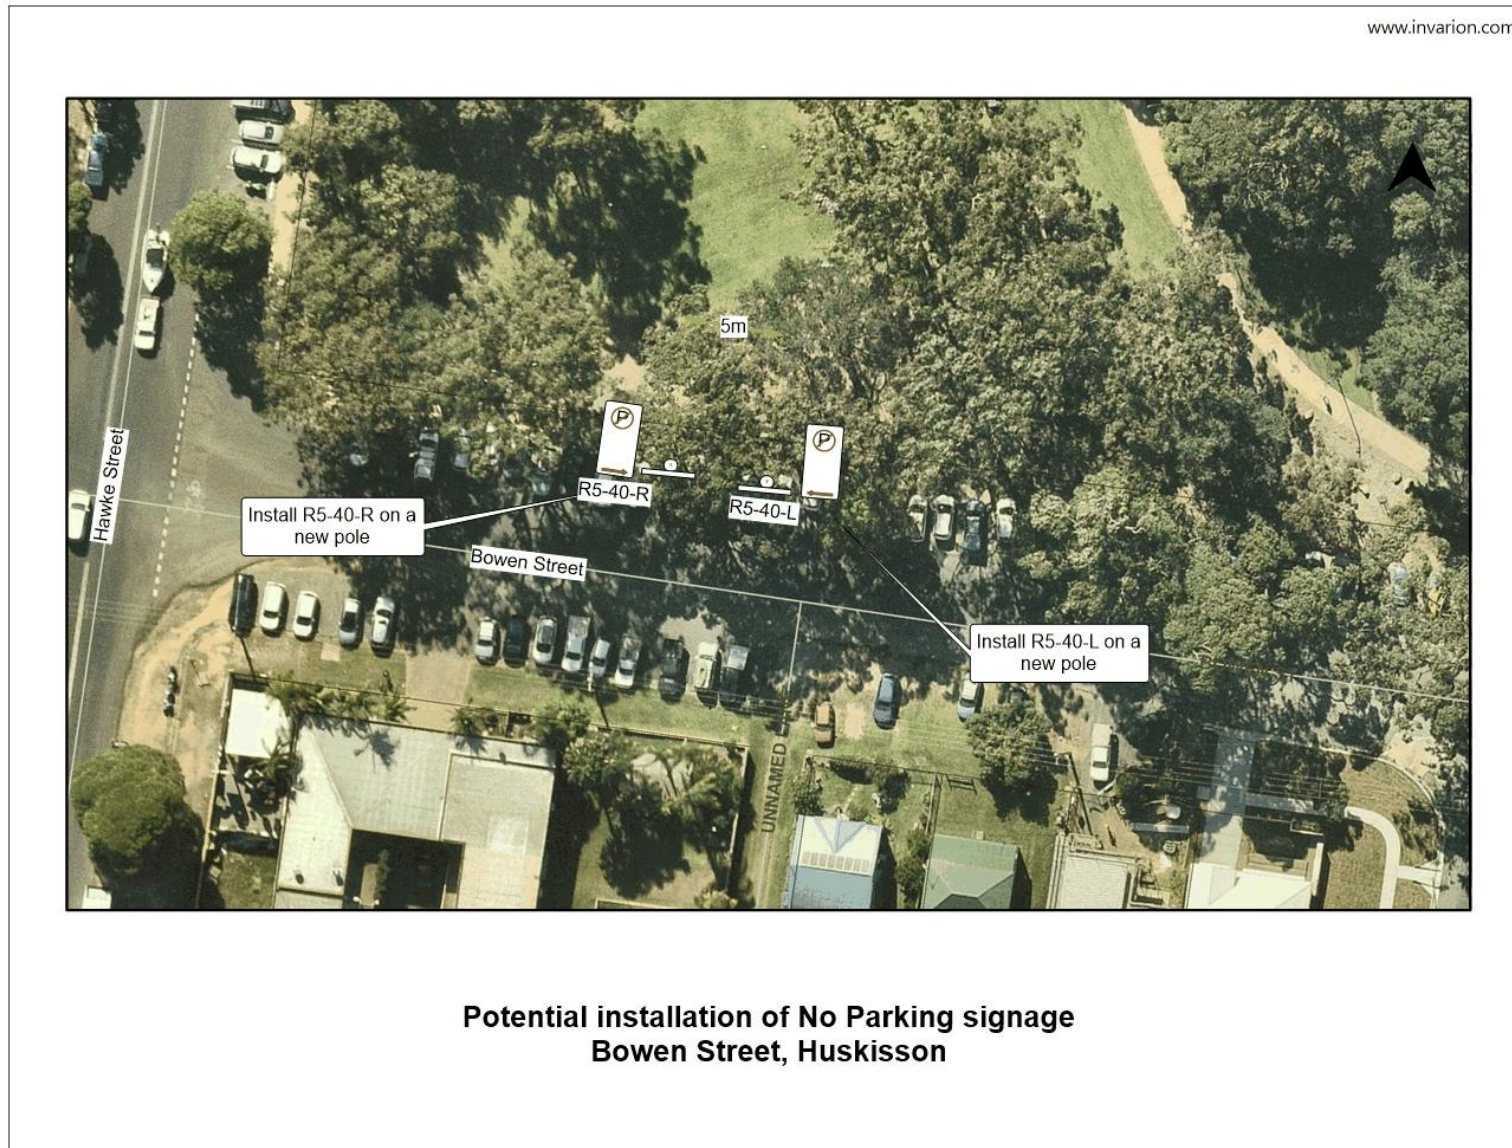 www.invarion.com
5m
P
P
R5-40-R
R5-40-L
Hawke Street
Install R5-40-R on a
new pole
Bowen Street
Install R5-40-L on a
new pole
UNNAMED
Potential installation of No Parking signage
Bowen Street, Huskisson